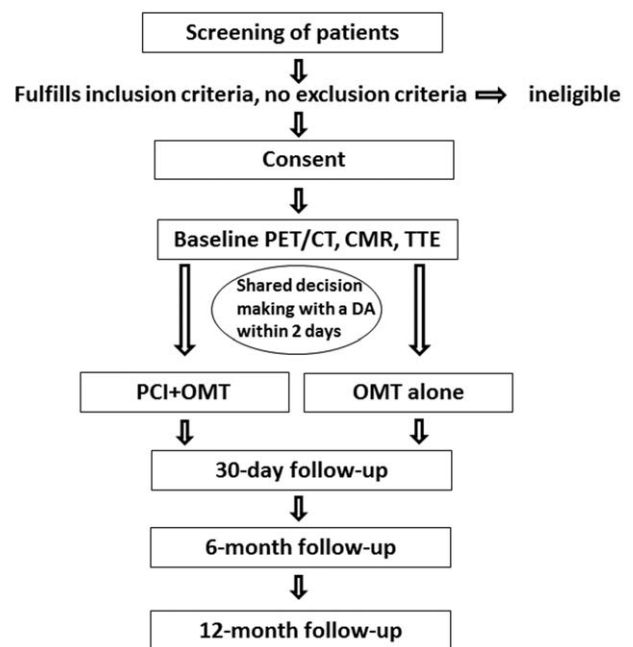 Screening of patients
Fulfills inclusion criteria, no exclusion criteria ineligible
Consent
Baseline PET/CT, CMR, TTE
Shared decision
making with a DA
within 2 days
PCI+OMT OMT alone
30-day follow-up
6-month follow-up
12-month follow-up